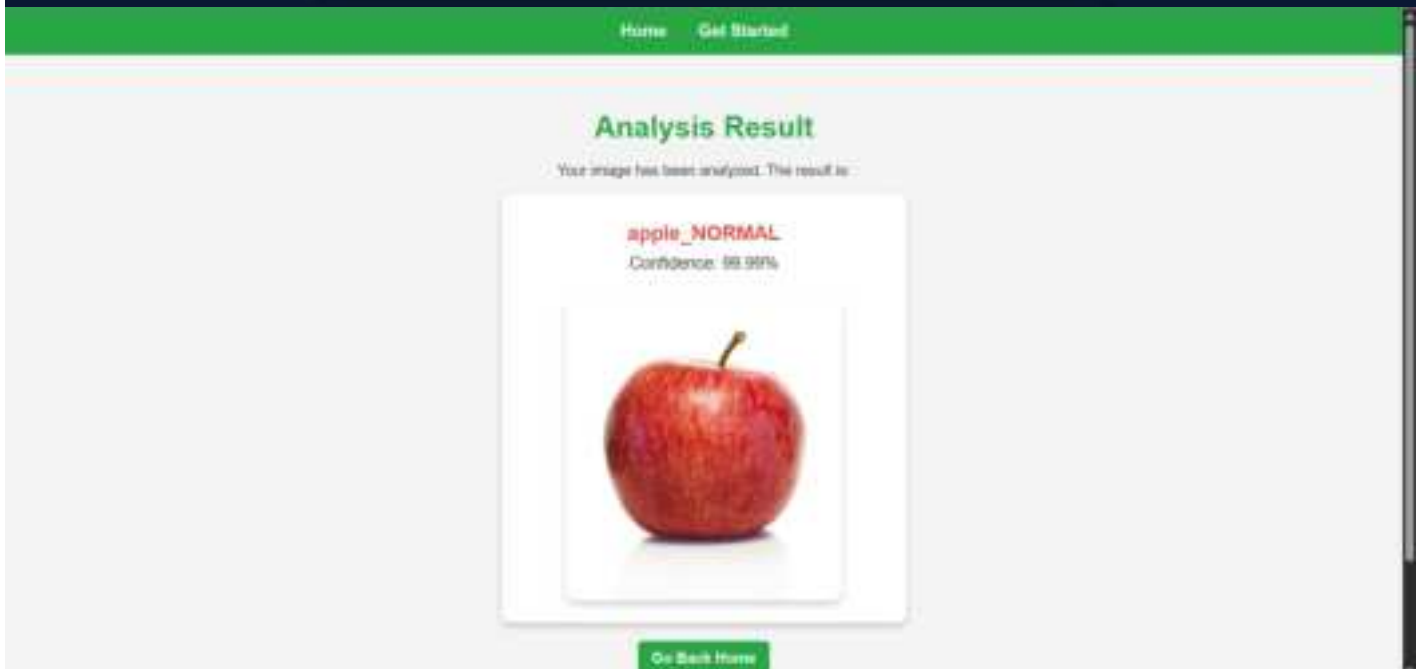 Home Get Started
Analysis Result
Your image has been analyzed. The result is:
apple_NORMAL
Confidence: 99.99%
Go Back Home